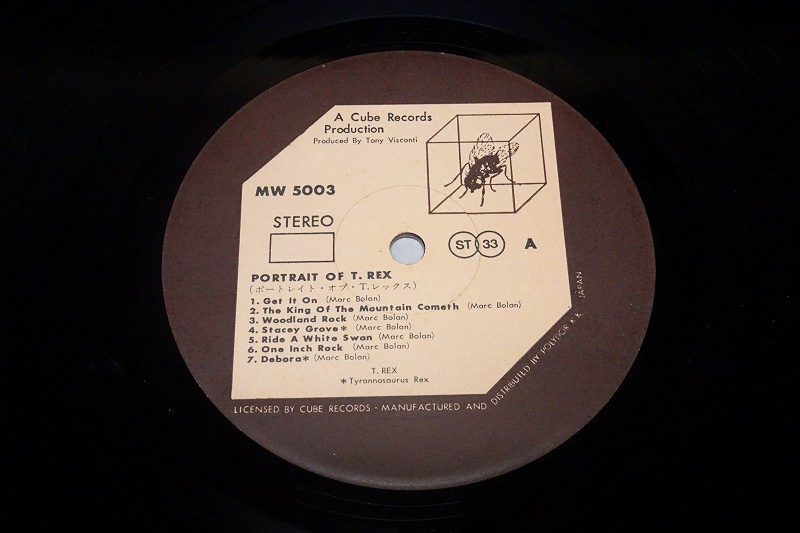 A Cube Records
Production
Produced By Tony Visconti
MW 5003
STEREO
ST 33 A
PORTRAIT OF T. REX
(ポートレイト・オブ・T.レックス)
1. Get It On (Marc Bolan)
2. The King Of The Mountain Cometh (Marc Bolan)
3. Woodland Rock (Marc Bolan)
4. Stacey Grove* (Marc Bolan)
5. Ride A White Swan (Marc Bolan)
6. One Inch Rock (Marc Bolan)
7. Debora* (Marc Bolan)
T. REX
*Tyrannosaurus Rex
LICENSED BY CUBE RECORDS · MANUFACTURED AND DISTRIBUTED BY POLYDOR K.K. JAPAN